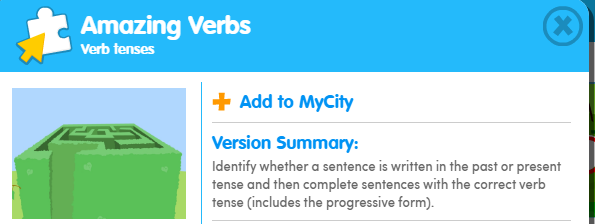 Amazing Verbs
Verb tenses
Add to MyCity
Version Summary:
Identify whether a sentence is written in the past or present
tense and then complete sentences with the correct verb
tense (includes the progressive form).